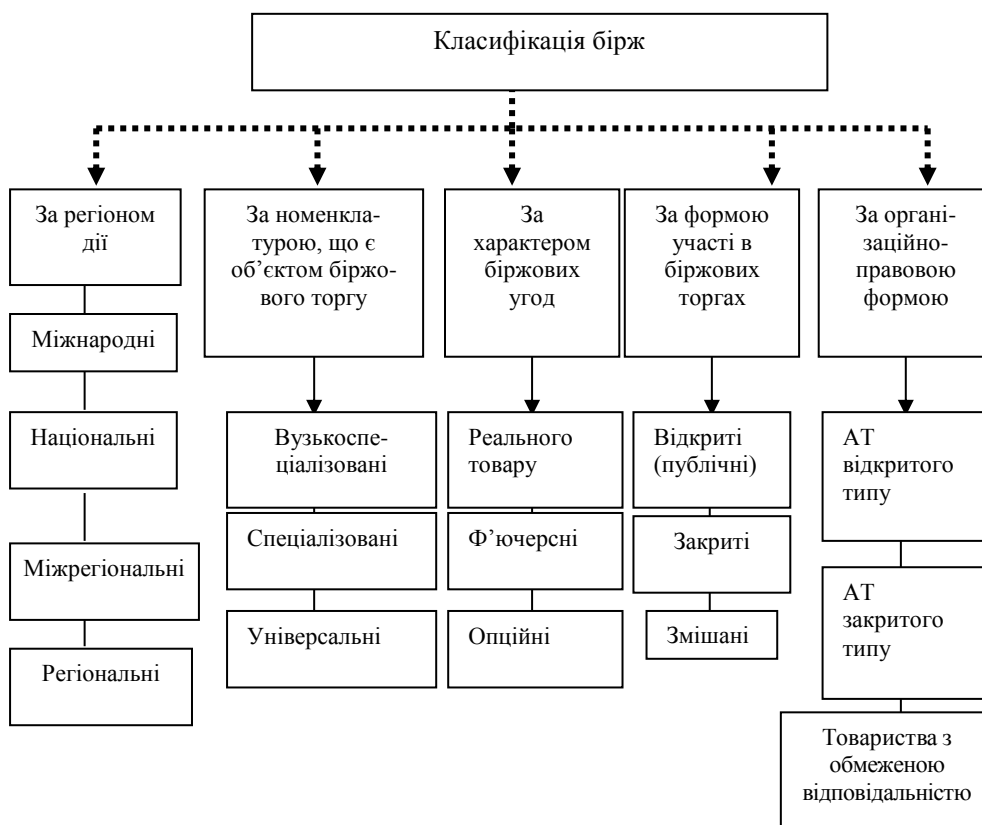 Класифікація бірж
За регіоном
дії
Міжнародні
Національні
Міжрегіональні
Регіональні
За номенкла-
турою, що є
об’єктом біржо-
вого торгу
Вузькоспе-
ціалізовані
Спеціалізовані
Універсальні
За
характером
біржових
угод
Реального
товару
Ф’ючерсні
Опційні
За формою
участі в
біржових
торгах
Відкриті
(публічні)
Закриті
Змішані
За органі-
заційно-
правовою
формою
АТ
відкритого
типу
АТ
закритого
типу
Товариства з
обмеженою
відповідальністю